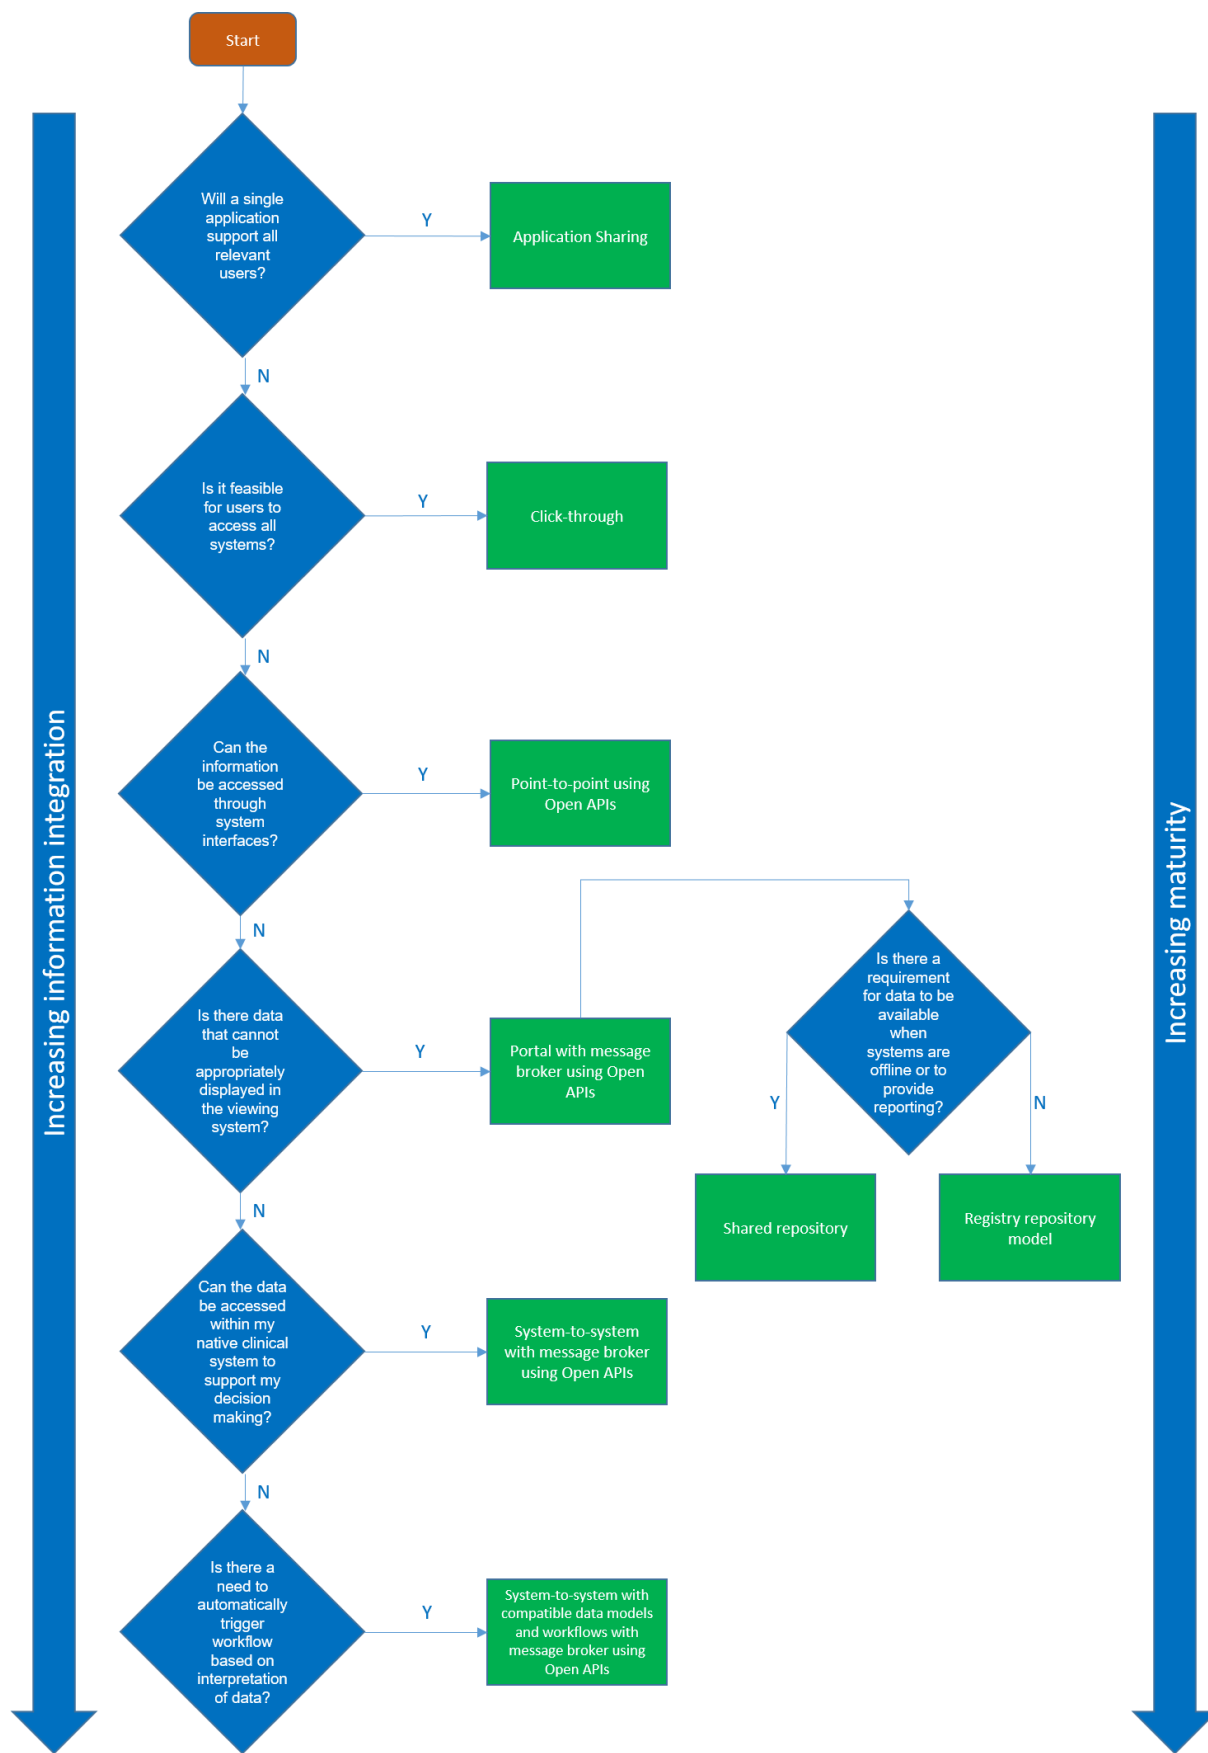 Start
Will a single
application
support all
relevant
users?
Y
Application Sharing
N
Is it feasible
for users to
access all
systems?
Y
Click-through
N
Can the
information
be accessed
through
system
interfaces?
Y
Point-to-point using
Open APIs
N
Is there data
that cannot
be
appropriately
displayed in
the viewing
system?
Y
Portal with message
broker using Open
APIs
Is there a
requirement
for data to be
available
when
systems are
offline or to
provide
reporting?
Y
N
Shared repository
Registry repository
model
N
Can the data
be accessed
within my
native clinical
system to
support my
decision
making?
Y
System-to-system
with message broker
using Open APIs
N
Is there a
need to
automatically
trigger
workflow
based on
interpretation
of data?
Y
System-to-system with
compatible data models
and workflows with
message broker using
Open APIs
Increasing information integration
Increasing maturity